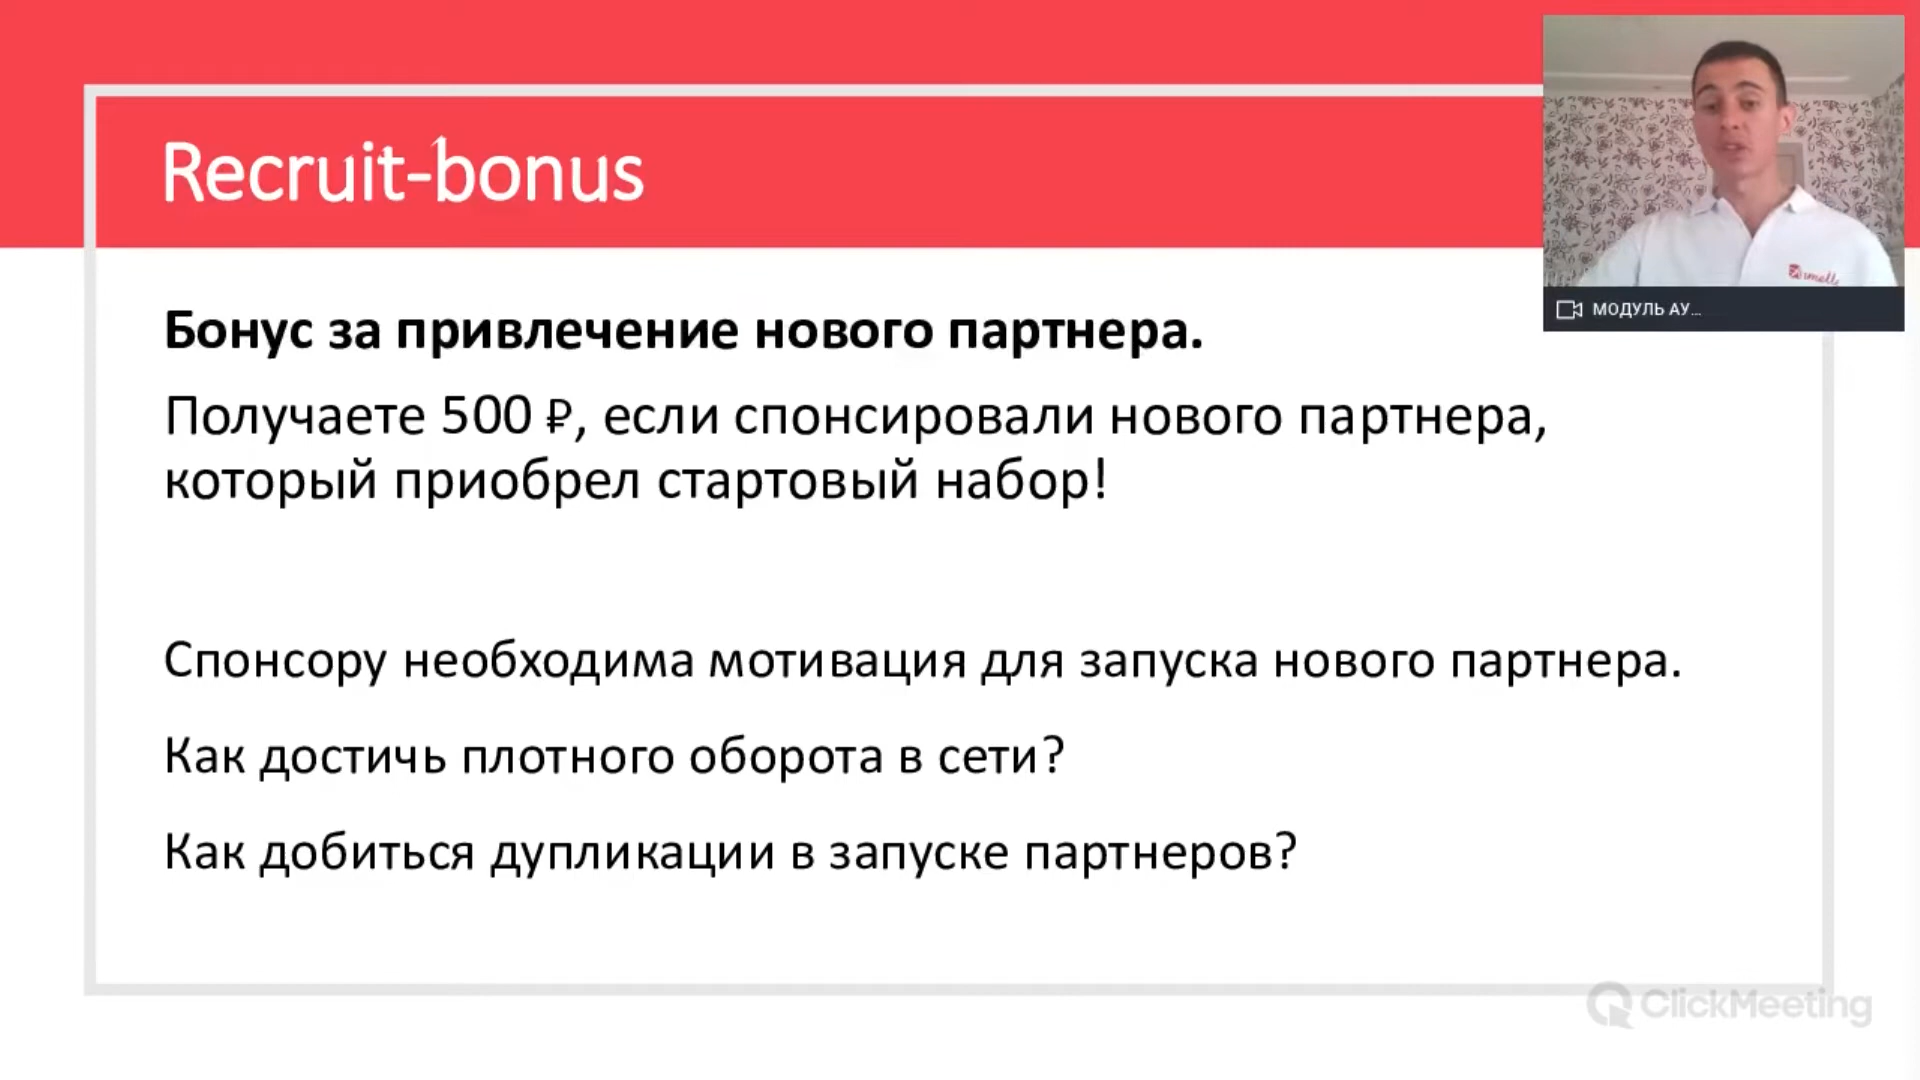 Recruit-bonus
Бонус за привлечение нового партнера.
Получаете 500 ₽, если спонсировали нового партнера,
который приобрел стартовый набор!
Спонсору необходима мотивация для запуска нового партнера.
Как достичь плотного оборота в сети?
Как добиться дупликации в запуске партнеров?
МОДУЛЬ АУ...
ClickMeeting